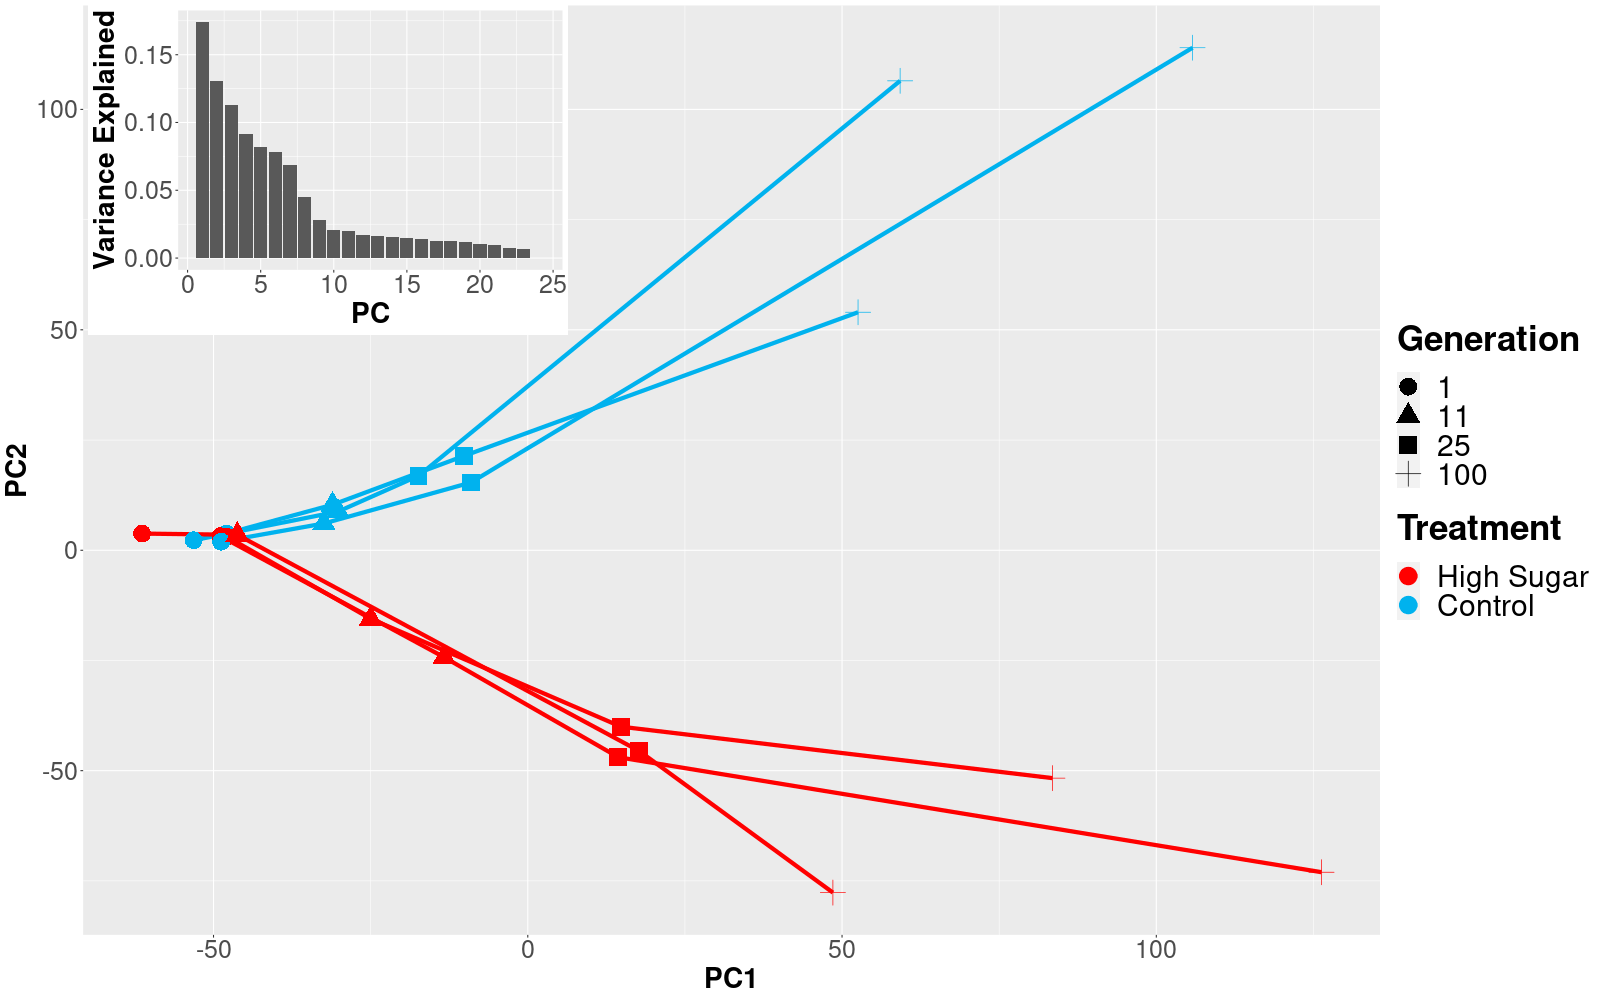 Variance Explained
0.15
0.10
0.05
0.00
0 5 10 15 20 25
PC
PC2
100
50
0
-50
-50 0 50 100
PC1
Generation
1
11
25
100
Treatment
High Sugar
Control